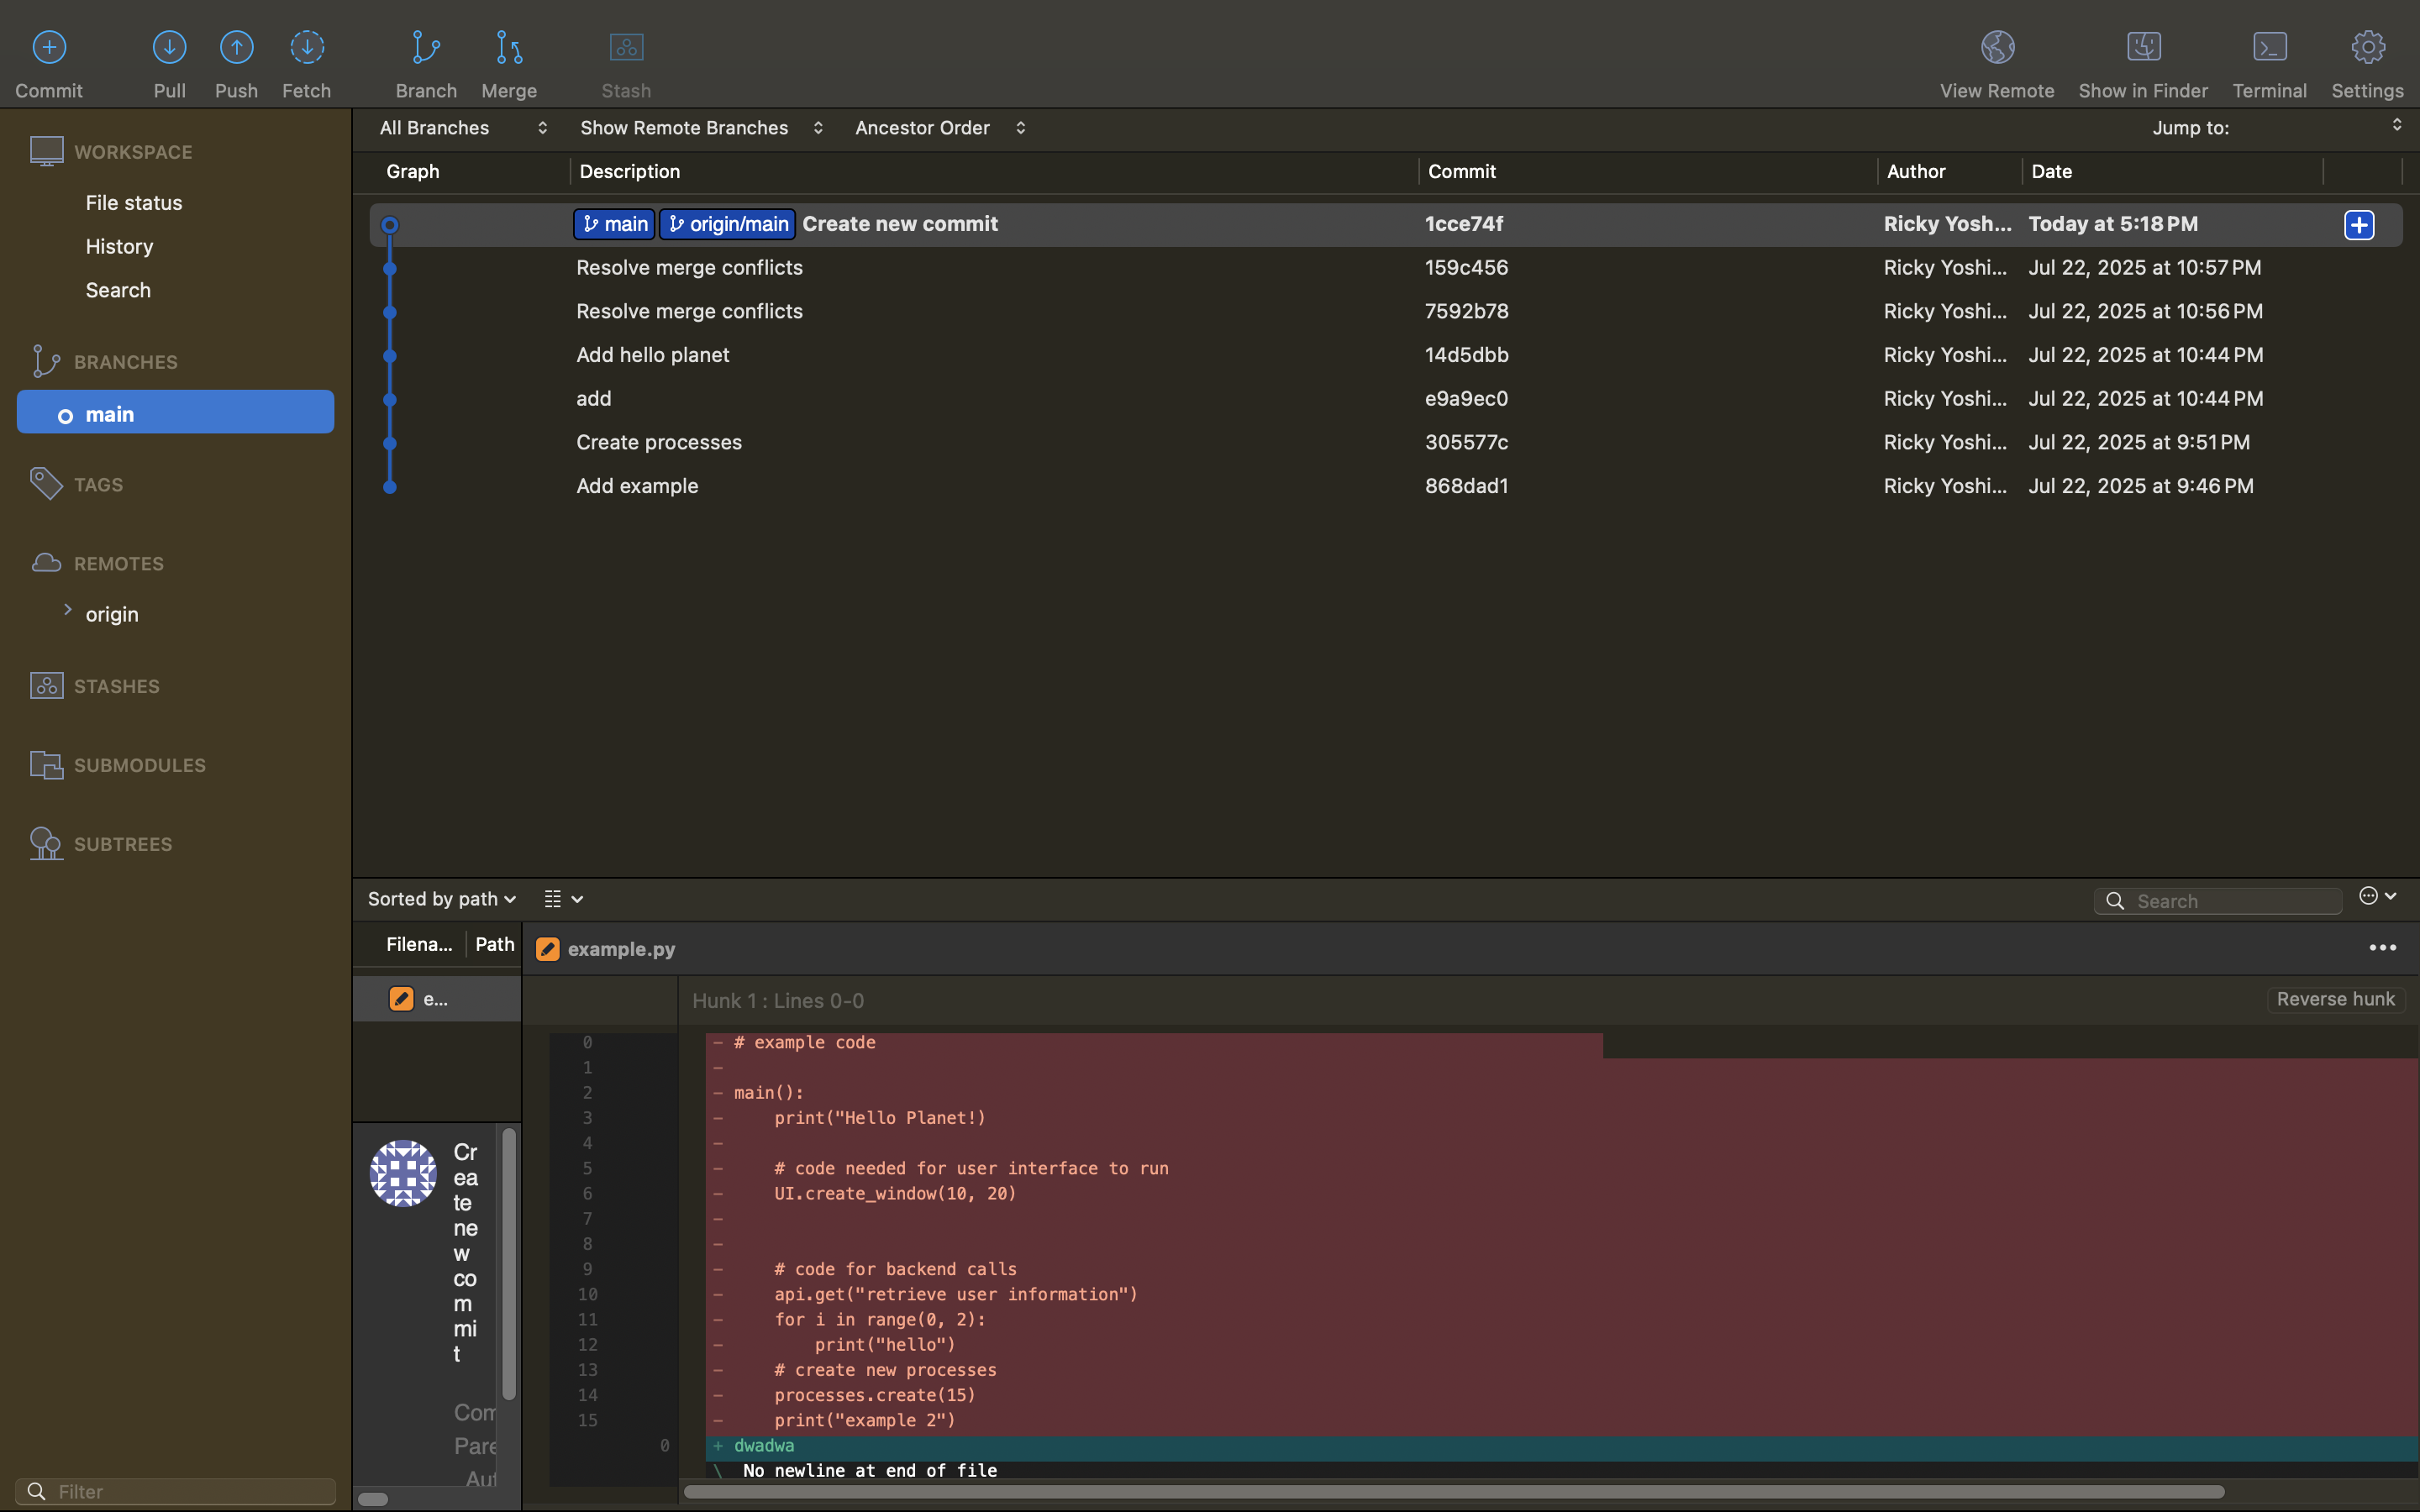 Commit Pull Push Fetch Branch Merge Stash View Remote Show in Finder Terminal Settings
WORKSPACE
File status
History
Search
BRANCHES
main
TAGS
REMOTES
origin
STASHES
SUBMODULES
SUBTREES
Filter
All Branches Show Remote Branches Ancestor Order Jump to:
Graph Description Commit Author Date
main origin/main Create new commit 1cce74f Ricky Yosh... Today at 5:18 PM
Resolve merge conflicts 159c456 Ricky Yoshi... Jul 22, 2025 at 10:57 PM
Resolve merge conflicts 7592b78 Ricky Yoshi... Jul 22, 2025 at 10:56 PM
Add hello planet 14d5dbb Ricky Yoshi... Jul 22, 2025 at 10:44 PM
add e9a9ec0 Ricky Yoshi... Jul 22, 2025 at 10:44 PM
Create processes 305577c Ricky Yoshi... Jul 22, 2025 at 9:51 PM
Add example 868dad1 Ricky Yoshi... Jul 22, 2025 at 9:46 PM
Sorted by path Search
Filena... Path
e...
Cr
ea
te
ne
w
co
m
mi
t
Com
Pare
Aut
example.py
Hunk 1 : Lines 0-0 Reverse hunk
0 - # example code
1 -
2 - main():
3 - print("Hello Planet!)
4 -
5 - # code needed for user interface to run
6 - UI.create_window(10, 20)
7 -
8 -
9 - # code for backend calls
10 - api.get("retrieve user information")
11 - for i in range(0, 2):
12 - print("hello")
13 - # create new processes
14 - processes.create(15)
15 - print("example 2")
0 + dwadwa
\ No newline at end of file